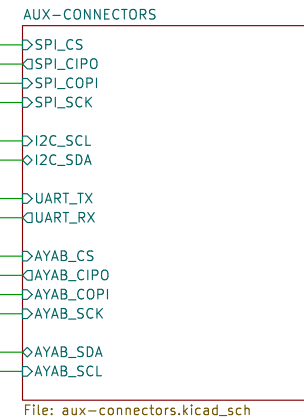 AUX-CONNECTORS
SPI_CS
SPI_CIPO
SPI_COPI
SPI_SCK
I2C_SCL
I2C_SDA
UART_TX
UART_RX
AYAB_CS
AYAB_CIPO
AYAB_COPI
AYAB_SCK
AYAB_SDA
AYAB_SCL
File: aux-connectors.kicad_sch